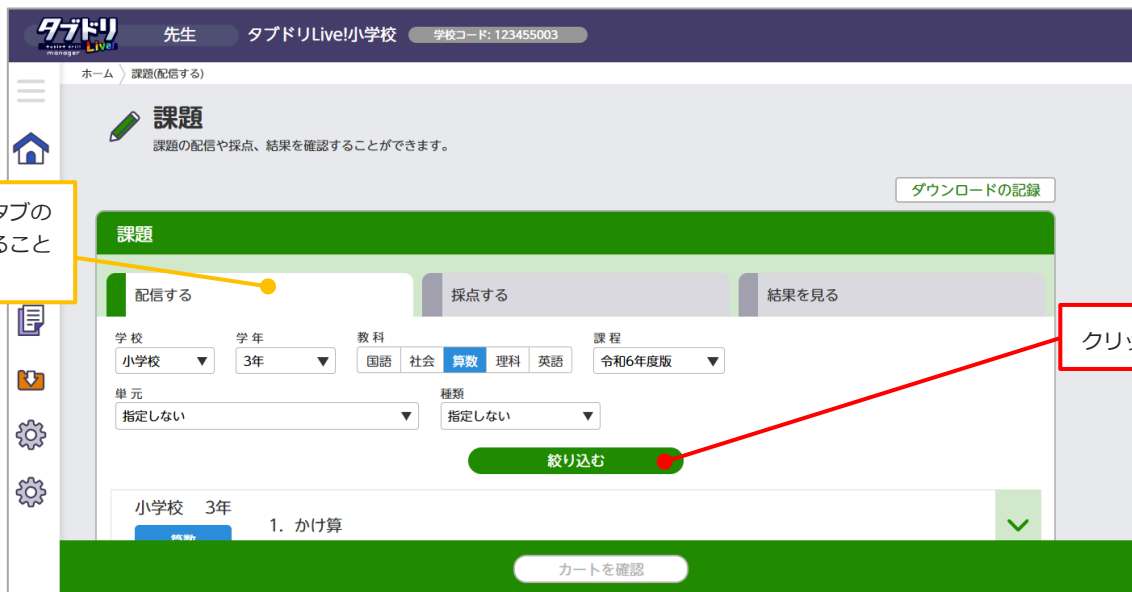 タブドリ Live!
tablet drill
manager
先生 タブドリLive!小学校 学校コード: 123455003
ホーム 〉 課題(配信する)
課題
課題の配信や採点、結果を確認することができます。
ダウンロードの記録
タブの
ること
課題
配信する 採点する 結果を見る
クリッ
学校 学年 教科 課程
小学校 ▼ 3年 ▼ 国語 社会 算数 理科 英語 令和6年度版 ▼
単元 種類
指定しない ▼ 指定しない ▼
絞り込む
小学校 3年
算数
1. かけ算
カートを確認